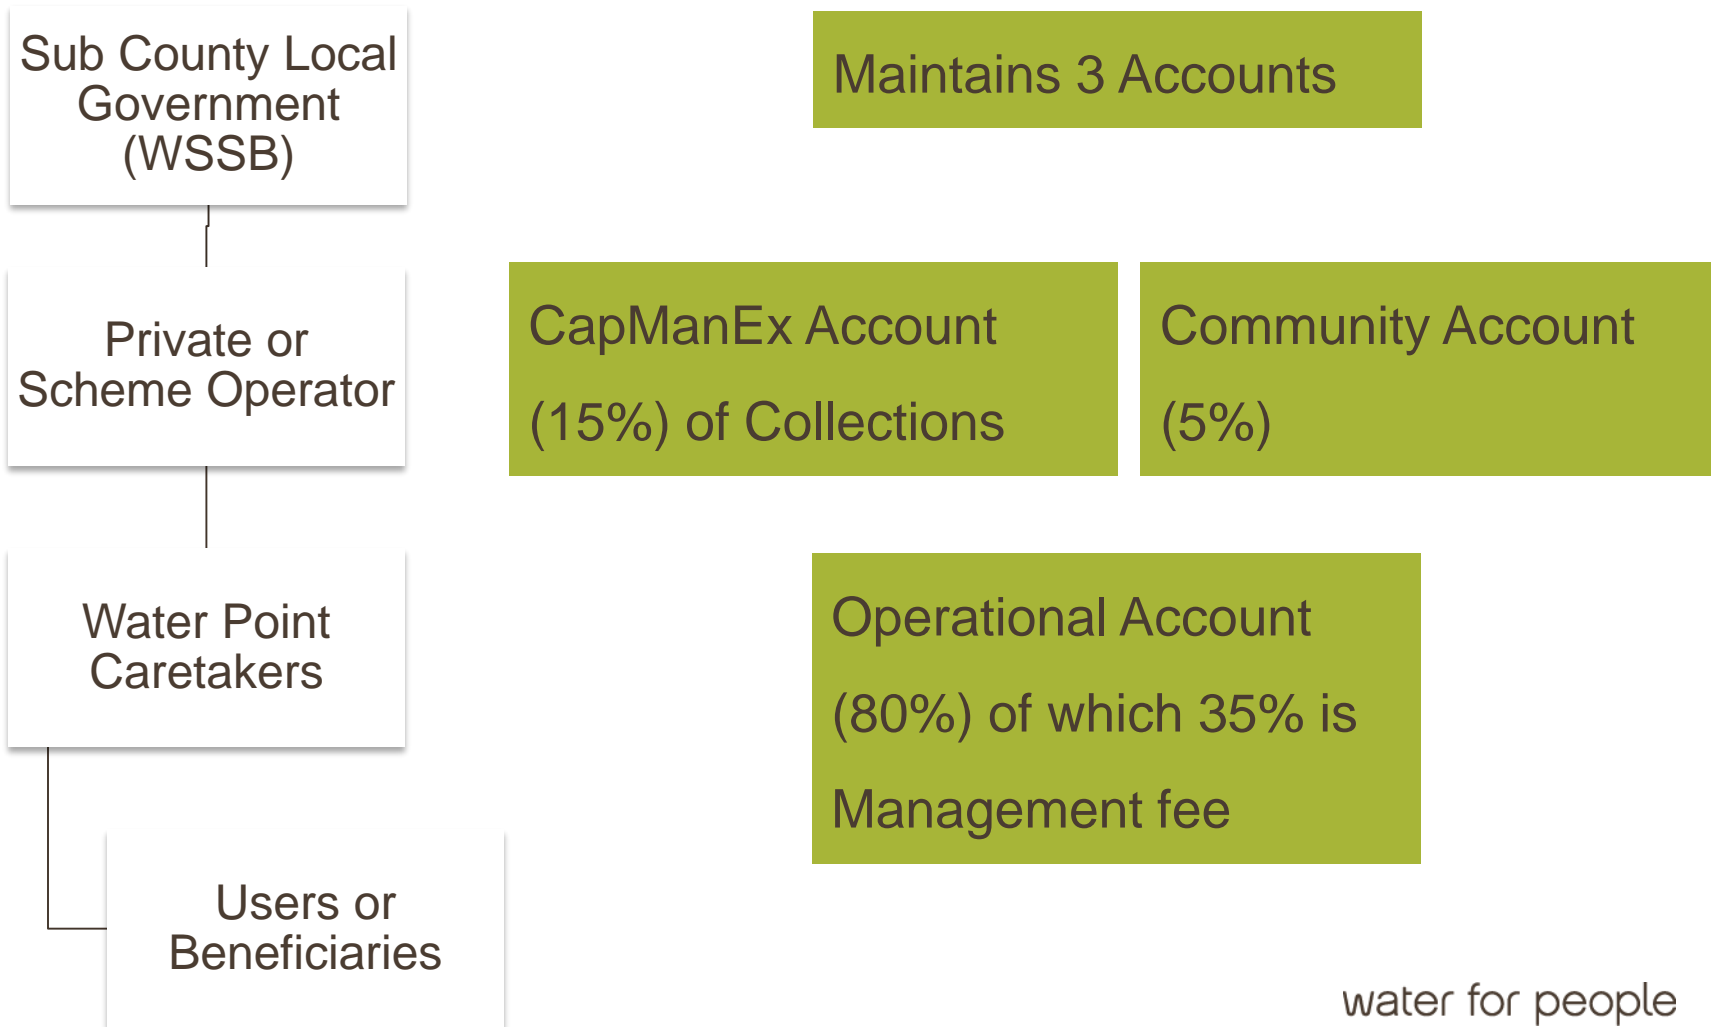 Sub County Local
Government
(WSSB)
Maintains 3 Accounts
Private or
Scheme Operator
CapManEx Account
(15%) of Collections
Community Account
(5%)
Water Point
Caretakers
Operational Account
(80%) of which 35% is
Management fee
Users or
Beneficiaries
water for people